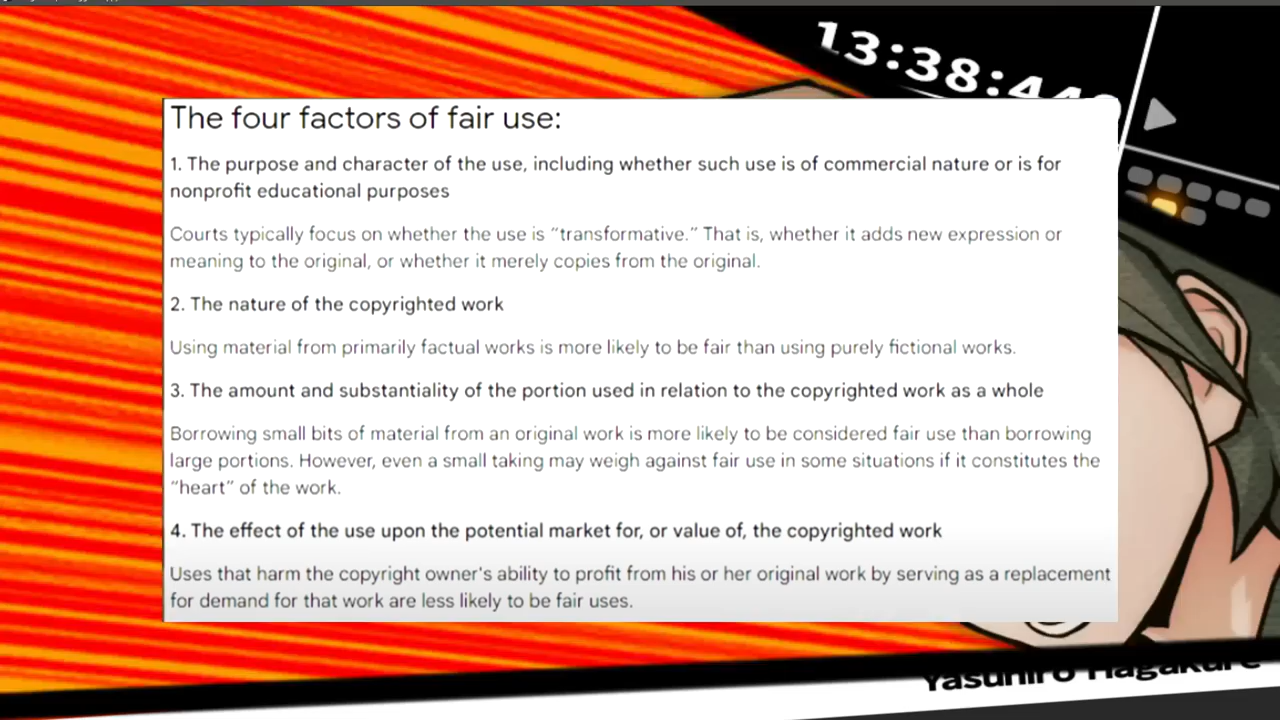 13:38:44
The four factors of fair use:
1. The purpose and character of the use, including whether such use is of commercial nature or is for
nonprofit educational purposes
Courts typically focus on whether the use is “transformative.” That is, whether it adds new expression or
meaning to the original, or whether it merely copies from the original.
2. The nature of the copyrighted work
Using material from primarily factual works is more likely to be fair than using purely fictional works.
3. The amount and substantiality of the portion used in relation to the copyrighted work as a whole
Borrowing small bits of material from an original work is more likely to be considered fair use than borrowing
large portions. However, even a small taking may weigh against fair use in some situations if it constitutes the
“heart” of the work.
4. The effect of the use upon the potential market for, or value of, the copyrighted work
Uses that harm the copyright owner's ability to profit from his or her original work by serving as a replacement
for demand for that work are less likely to be fair uses.
Yasuhiro Hagakure